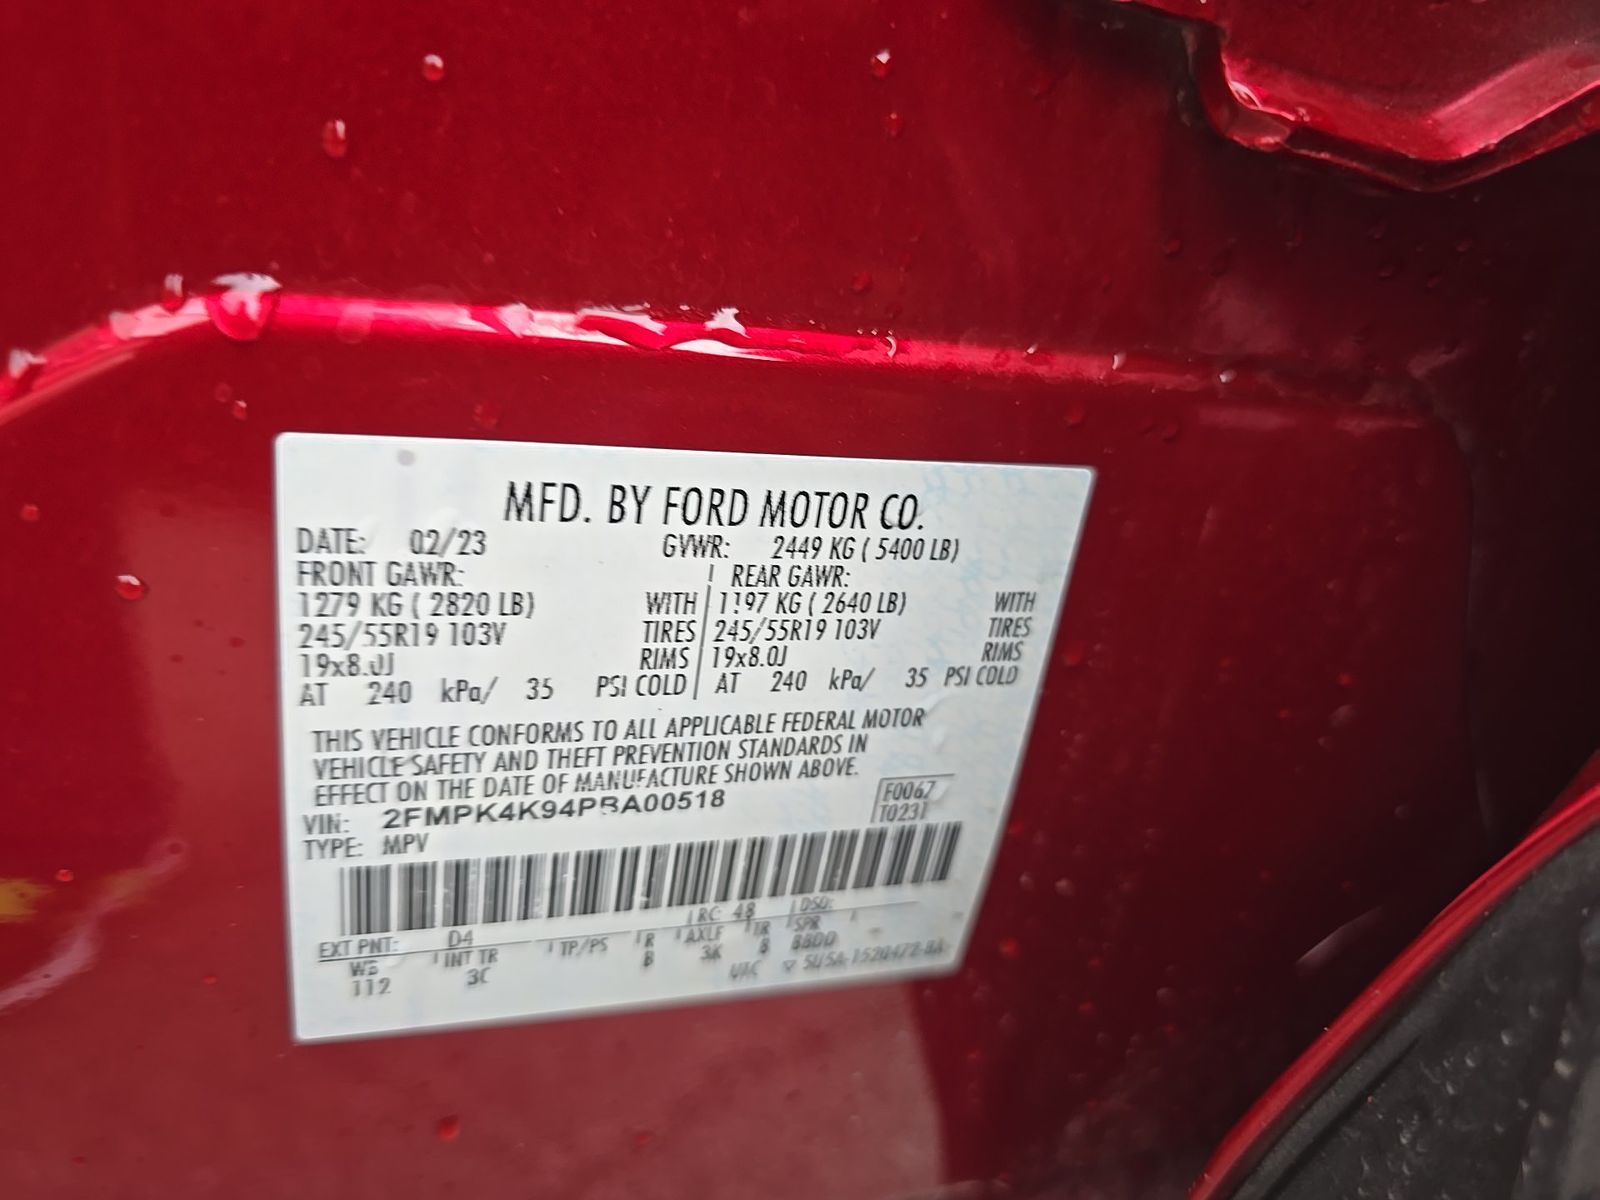 MFD. BY FORD MOTOR CO.
DATE: 02/23 GVWR: 2449 KG ( 5400 LB)
FRONT GAWR: REAR GAWR:
1279 KG ( 2820 LB) WITH 1197 KG ( 2640 LB) WITH
245/55R19 103V TIRES 245/55R19 103V TIRES
19x8.0J RIMS 19x8.0J RIMS
AT 240 kPa/ 35 PSI COLD AT 240 kPa/ 35 PSI COLD
THIS VEHICLE CONFORMS TO ALL APPLICABLE FEDERAL MOTOR
VEHICLE SAFETY AND THEFT PREVENTION STANDARDS IN
EFFECT ON THE DATE OF MANUFACTURE SHOWN ABOVE.
VIN: 2FMPK4K94PBA00518 F0067
TYPE: MPV T0231
RC: 48 DSO:
EXT PNT: D4
WB INT TR TP/PS R AXLE TR SPR
112 3C B 3K B BBDD